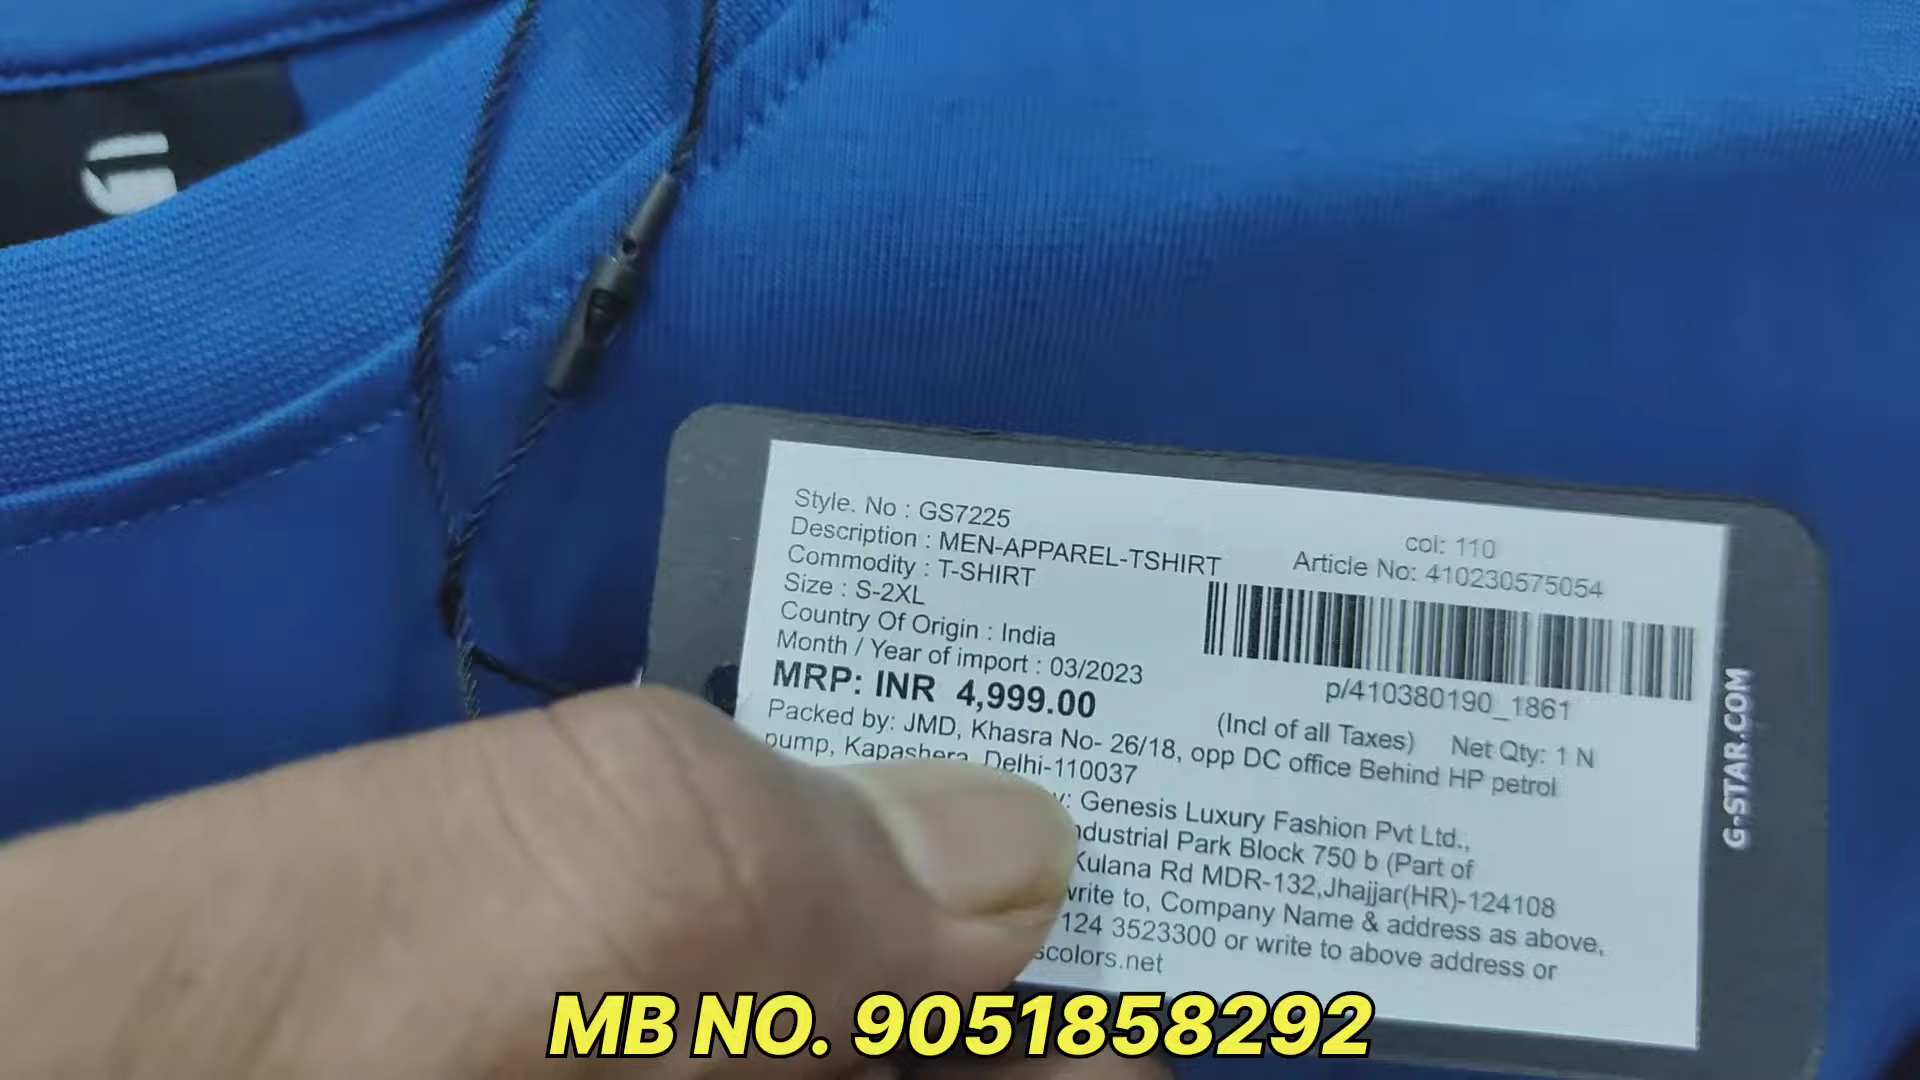 Style. No : GS7225
Description : MEN-APPAREL-TSHIRT
Commodity : T-SHIRT
Size : S-2XL
Country Of Origin : India
Month / Year of import : 03/2023
MRP: INR 4,999.00
col: 110
Article No: 410230575054
p/410380190_1861
(Incl of all Taxes) Net Qty: 1 N
Packed by: JMD, Khasra No- 26/18, opp DC office Behind HP petrol
pump, Kapashera, Delhi-110037
: Genesis Luxury Fashion Pvt Ltd.,
Park Block 750 b (Part of
Kulana Rd MDR-132,Jhajjar(HR)-124108
to, Company Name & address as above,
124 3523300 or write to above address or
scolors.net
G-STAR.COM
MB NO. 9051858292